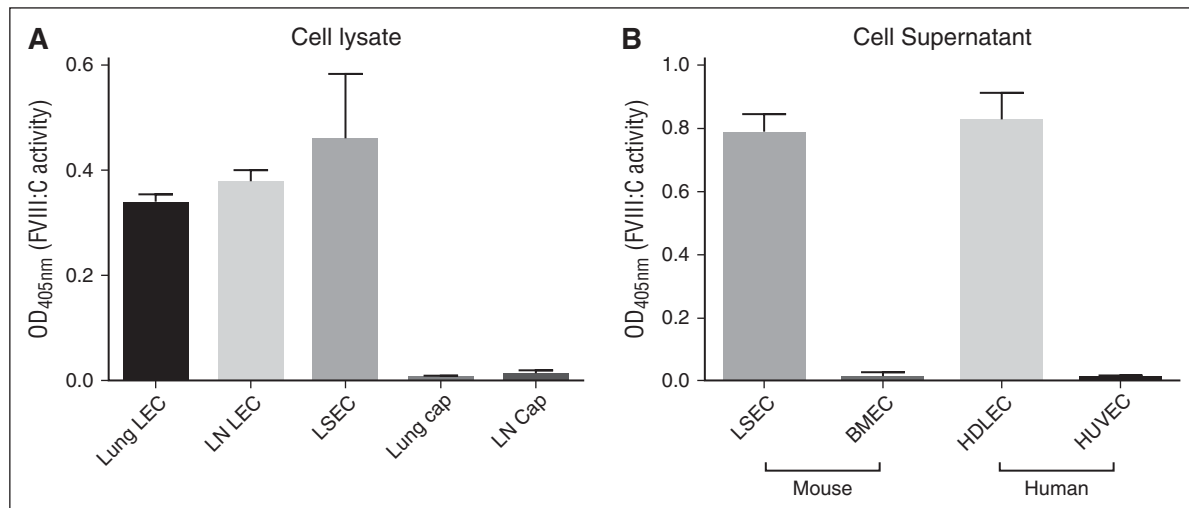 A
Cell lysate
OD405nm (FVIII:C activity)
0.6
0.4
0.2
0.0
Lung LEC
LN LEC
LSEC
Lung cap
LN Cap
B
Cell Supernatant
OD405nm (FVIII:C activity)
1.0
0.8
0.6
0.4
0.2
0.0
LSEC
BMEC
HDLEC
HUVEC
Mouse
Human